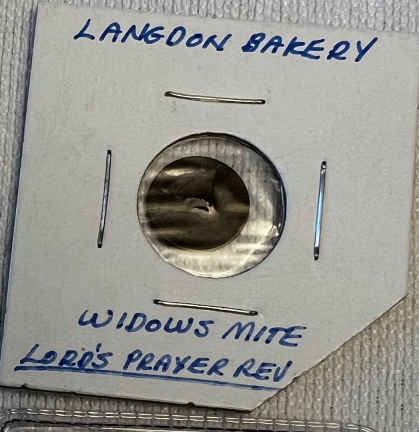 LANGDON BAKERY
WIDOWS MITE
LORD'S PRAYER REV